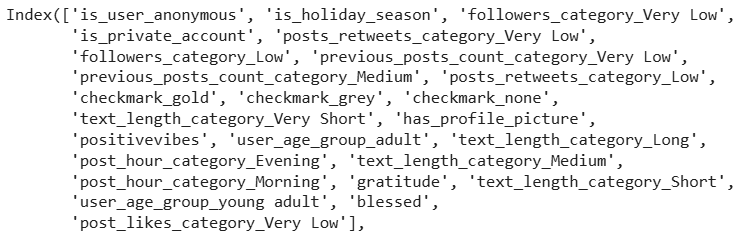 Index(['is_user_anonymous', 'is_holiday_season', 'followers_category_Very Low',
'is_private_account', 'posts_retweets_category_Very Low',
'followers_category_Low', 'previous_posts_count_category_Very Low',
'previous_posts_count_category_Medium', 'posts_retweets_category_Low',
'checkmark_gold', 'checkmark_grey', 'checkmark_none',
'text_length_category_Very Short', 'has_profile_picture',
'positivevibes', 'user_age_group_adult', 'text_length_category_Long',
'post_hour_category_Evening', 'text_length_category_Medium',
'post_hour_category_Morning', 'gratitude', 'text_length_category_Short',
'user_age_group_young adult', 'blessed',
'post_likes_category_Very Low'],